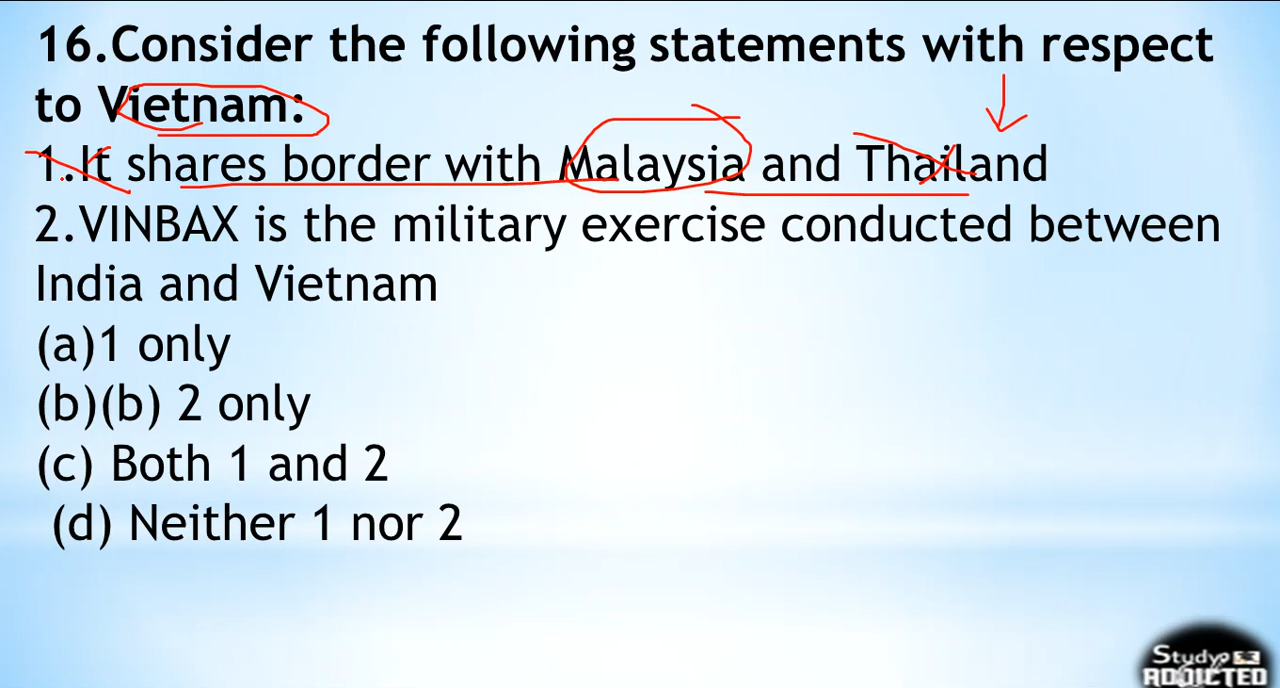 16.Consider the following statements with respect
to Vietnam:
1.It shares border with Malaysia and Thailand
2.VINBAX is the military exercise conducted between
India and Vietnam
(a)1 only
(b)(b) 2 only
(c) Both 1 and 2
(d) Neither 1 nor 2
Study
ADDICTED